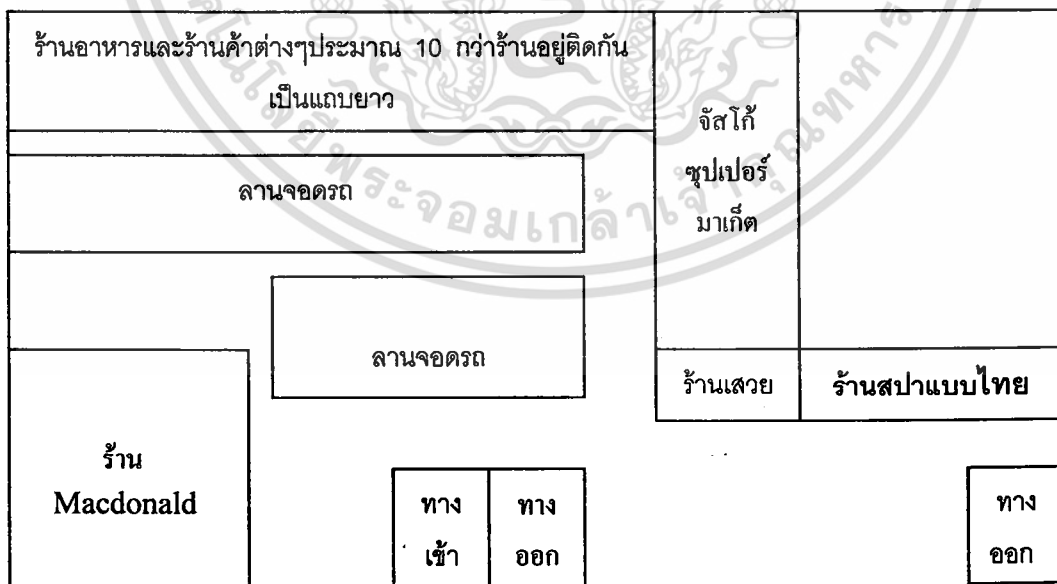 ร้านอาหารและร้านค้าต่างๆประมาณ 10 กว่าร้านอยู่ติดกัน
เป็นแถบยาว
จัสโก้
ซุปเปอร์
มาเก็ต
ลานจอดรถ
ลานจอดรถ
ร้านเสวย
ร้านสปาแบบไทย
ร้าน
Macdonald
ทาง
เข้า
ทาง
ออก
ทาง
ออก